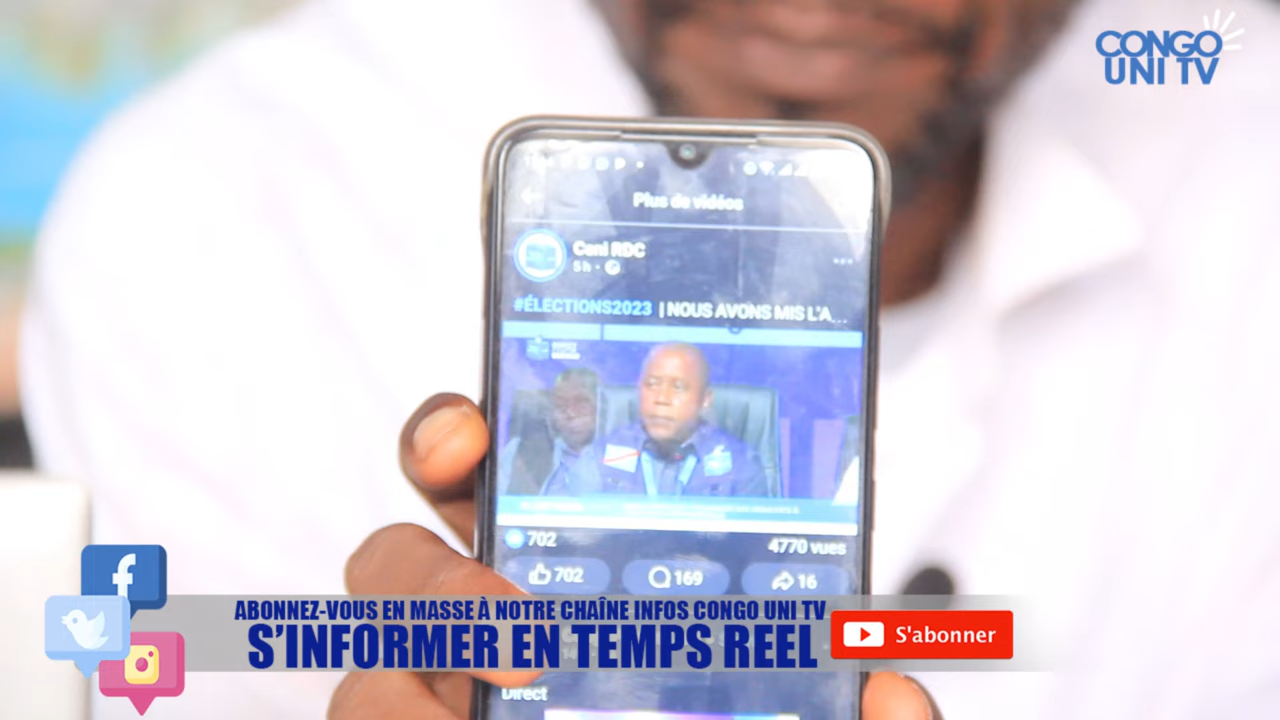 CONGO
UNI TV
Plus de vidéos
Ceni RDC
5 h
#ÉLECTIONS2023 | NOUS AVONS MIS L'A...
702
4770 vues
702
169
16
ABONNEZ-VOUS EN MASSE À NOTRE CHAÎNE INFOS CONGO UNI TV
S'INFORMER EN TEMPS REEL
S'abonner
Direct